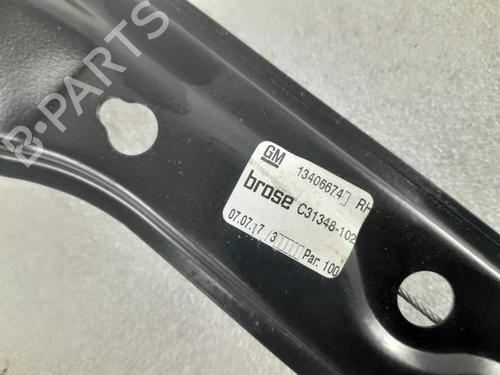 GM 13406674 RH
brose C31348-102
07.07.17 /3 Par. 100
B-PARTS